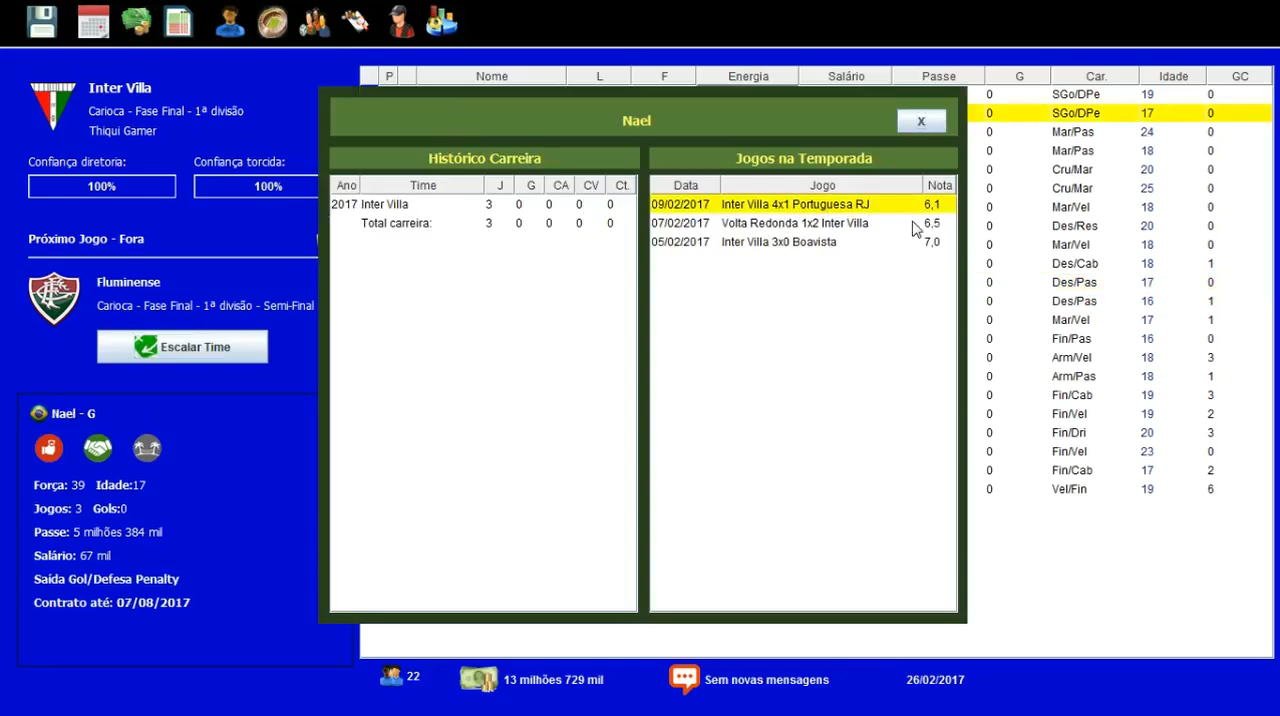 Inter Villa
Carioca - Fase Final - 1ª divisão
Thiqui Gamer
Confiança diretoria: Confiança torcida:
100% 100%
Próximo Jogo - Fora
Fluminense
Carioca - Fase Final - 1ª divisão - Semi-Final
Escalar Time
Nael - G
Força: 39 Idade:17
Jogos: 3 Gols:0
Passe: 5 milhões 384 mil
Salário: 67 mil
Saída Gol/Defesa Penalty
Contrato até: 07/08/2017
P Nome L F Energia Salário Passe G Car. Idade GC
Nael X
Histórico Carreira
Ano Time J G CA CV Ct.
2017 Inter Villa 3 0 0 0 0
Total carreira: 3 0 0 0 0
Jogos na Temporada
Data Jogo Nota
09/02/2017 Inter Villa 4x1 Portuguesa RJ 6,1
07/02/2017 Volta Redonda 1x2 Inter Villa 6,5
05/02/2017 Inter Villa 3x0 Boavista 7,0
0 SGo/DPe 19 0
0 SGo/DPe 17 0
0 Mar/Pas 24 0
0 Mar/Pas 18 0
0 Cru/Mar 20 0
0 Cru/Mar 25 0
0 Mar/Vel 18 0
0 Des/Res 20 0
0 Mar/Vel 18 0
0 Des/Cab 18 1
0 Des/Pas 17 0
0 Des/Pas 16 1
0 Mar/Vel 17 1
0 Fin/Pas 16 0
0 Arm/Vel 18 3
0 Arm/Pas 18 1
0 Fin/Cab 19 3
0 Fin/Vel 19 2
0 Fin/Dri 20 3
0 Fin/Vel 23 0
0 Fin/Cab 17 2
0 Vel/Fin 19 6
22 13 milhões 729 mil Sem novas mensagens 26/02/2017